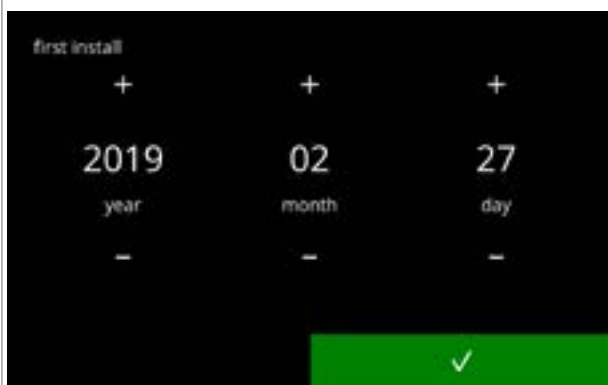 first install
+ + +
2019 02 27
year month day
- - -
✓